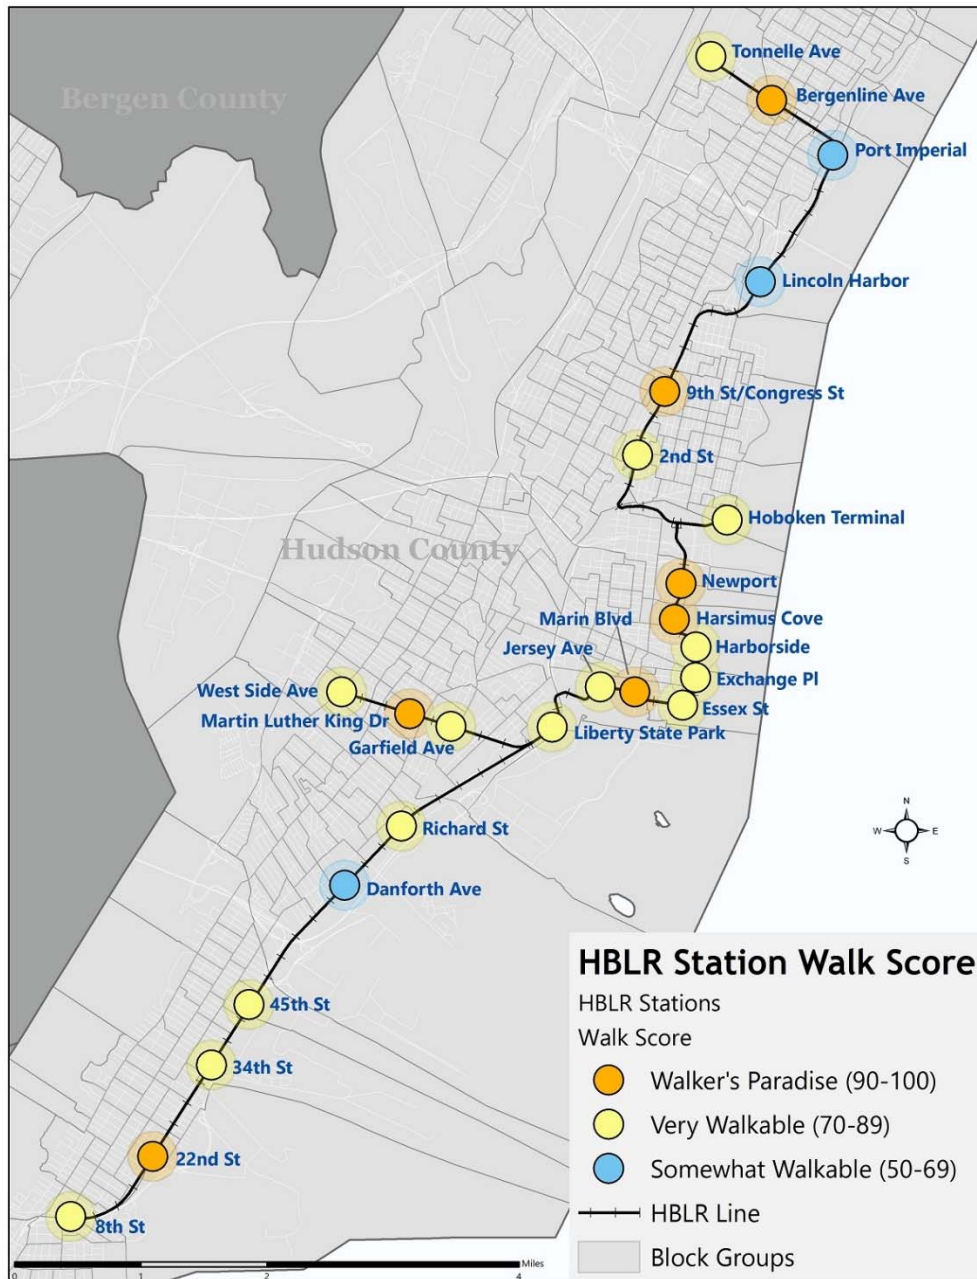 Tonnelle Ave
Bergen County
Bergenline Ave
Port Imperial
Lincoln Harbor
9th St/Congress St
2nd St
Hoboken Terminal
Hudson County
Newport
Marin Blvd
Harsimus Cove
Jersey Ave
Harborside
Exchange Pl
West Side Ave
Essex St
Martin Luther King Dr
Liberty State Park
Garfield Ave
Richard St
N
W E
S
Danforth Ave
45th St
34th St
22nd St
8th St
HBLR Station Walk Score
HBLR Stations
Walk Score
Walker's Paradise (90-100)
Very Walkable (70-89)
Somewhat Walkable (50-69)
HBLR Line
Block Groups
Miles
0 1 2 4